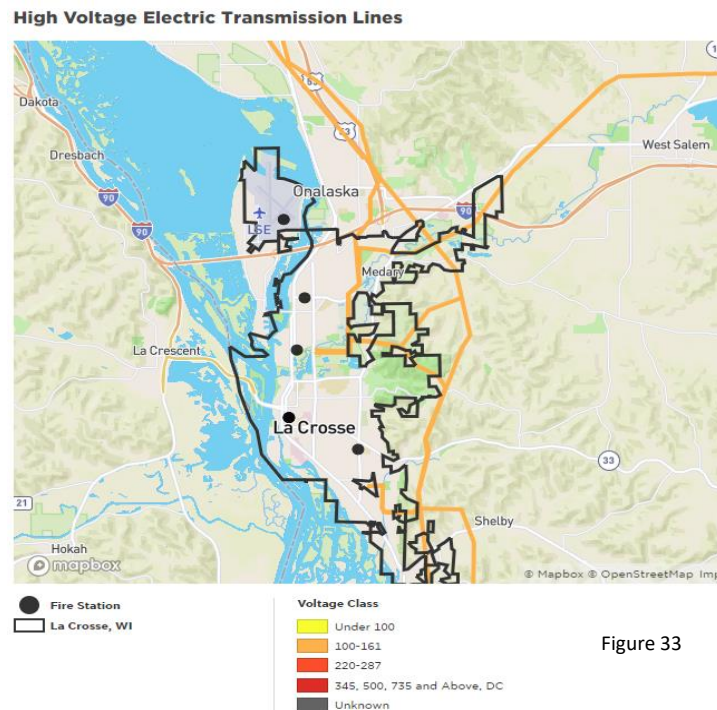 High Voltage Electric Transmission Lines
Dakota
Dresbach
90
90
53
Onalaska
LSE
90
West Salem
Medary
La Crescent
La Crosse
33
21
Shelby
Hokah
mapbox
© Mapbox © OpenStreetMap Imp
Fire Station
La Crosse, WI
Voltage Class
Under 100
100-161
220-287
345, 500, 735 and Above, DC
Unknown
Figure 33